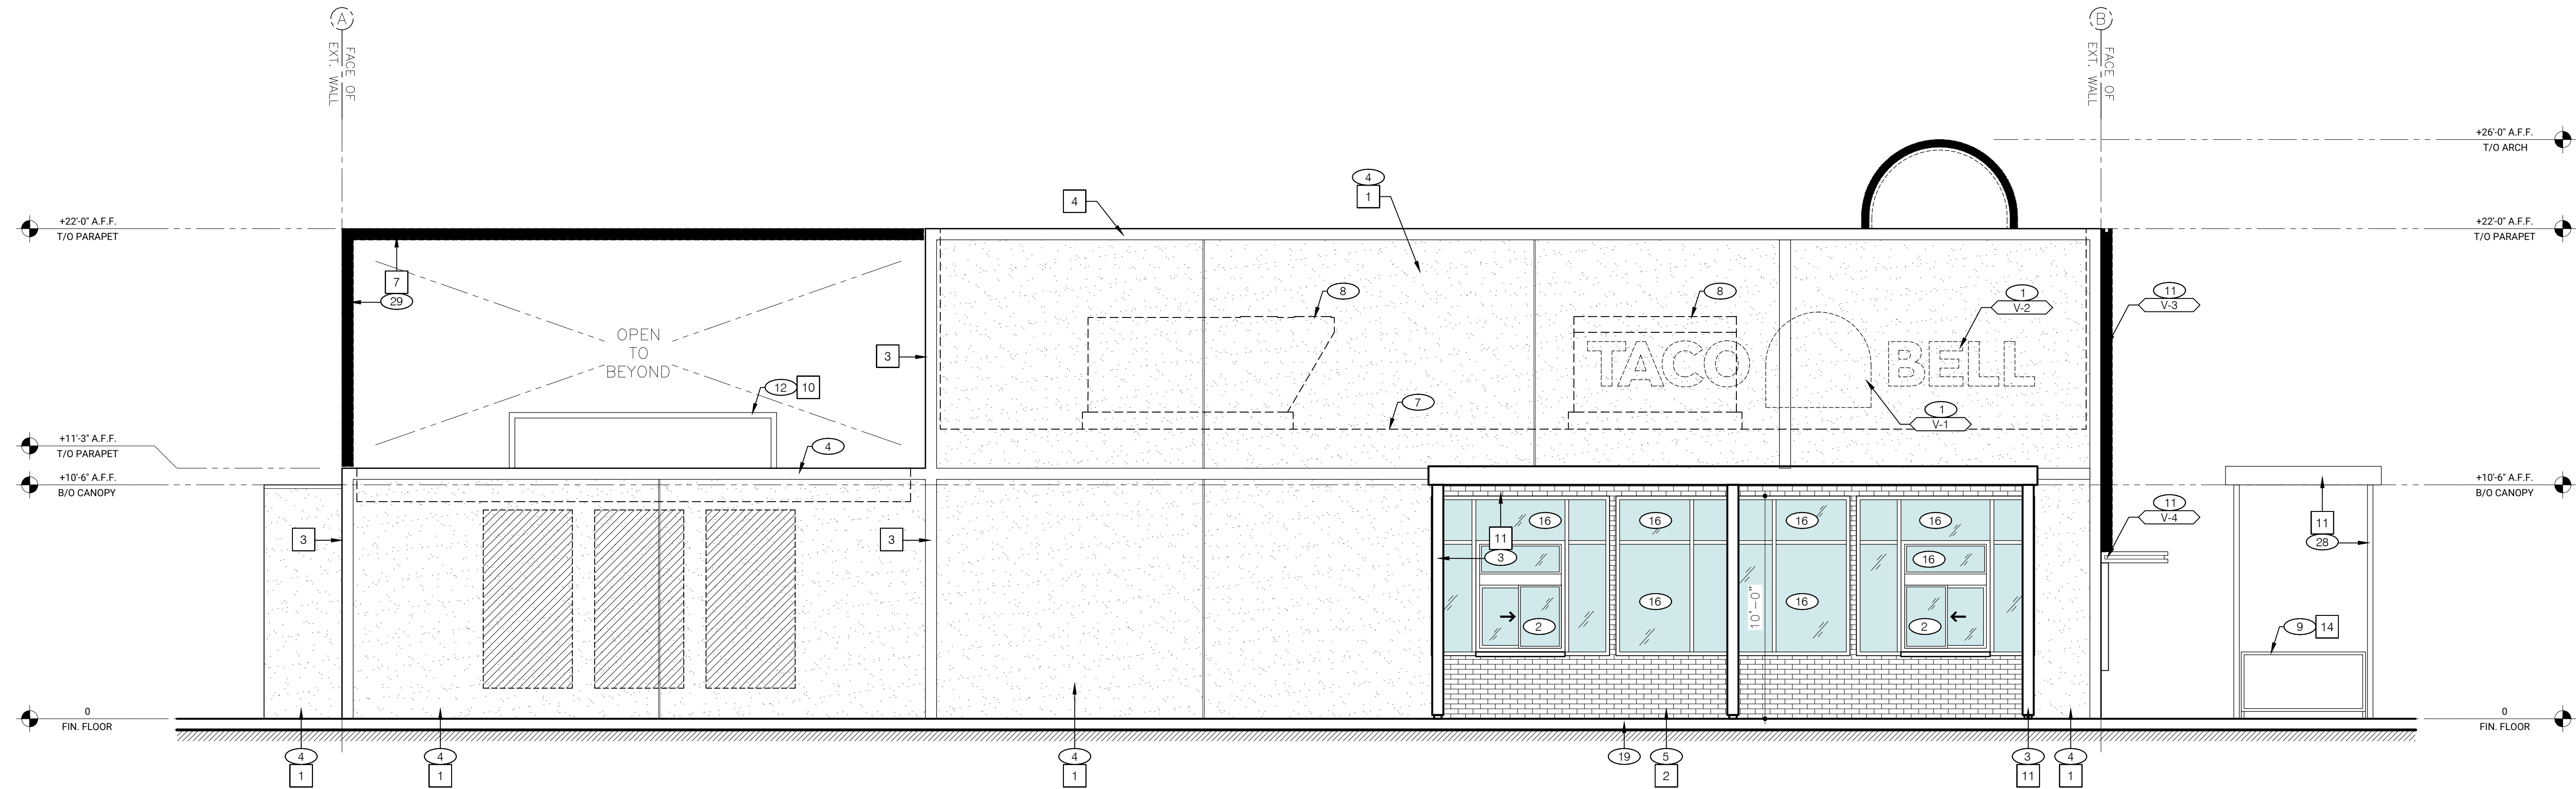 A
FACE OF
EXT. WALL
B
FACE OF
EXT. WALL
+26'-0" A.F.F.
T/O ARCH
4
1
4
+22'-0" A.F.F.
T/O PARAPET
+22'-0" A.F.F.
T/O PARAPET
7
29
8
8
1
V-2
11
V-3
OPEN
TO
BEYOND
3
TACO
BELL
12
10
7
1
V-1
+11'-3" A.F.F.
T/O PARAPET
4
+10'-6" A.F.F.
B/O CANOPY
+10'-6" A.F.F.
B/O CANOPY
11
V-4
3
3
11
3
16
16
16
16
16
11
28
16
16
10'-0"
2
2
9
14
0
FIN. FLOOR
0
FIN. FLOOR
4
1
4
1
4
1
19
5
2
3
11
4
1